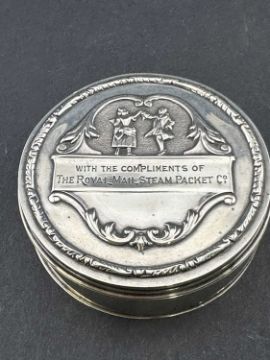 WITH THE COMPLIMENTS OF
THE ROYAL MAIL STEAM PACKET Co.